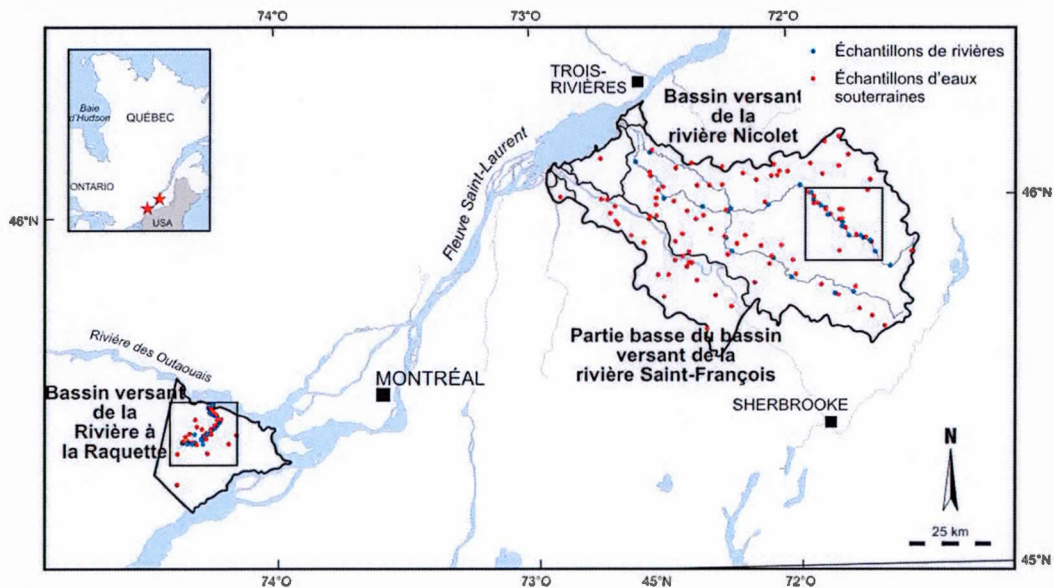 74°O
73°O
72°O
Baie
d'Hudson
QUÉBEC
ONTARIO
USA
TROIS-
RIVIÈRES
Échantillons de rivières
Échantillons d'eaux
souterraines
Bassin versant
de la
rivière Nicolet
46°N
46°N
Fleuve Saint-Laurent
Rivière des Outaouais
Partie basse du bassin
versant de la
rivière Saint-François
MONTRÉAL
Bassin versant
de la
Rivière à
la Raquette
SHERBROOKE
N
25 km
74°O
73°O
45°N
72°O
45°N